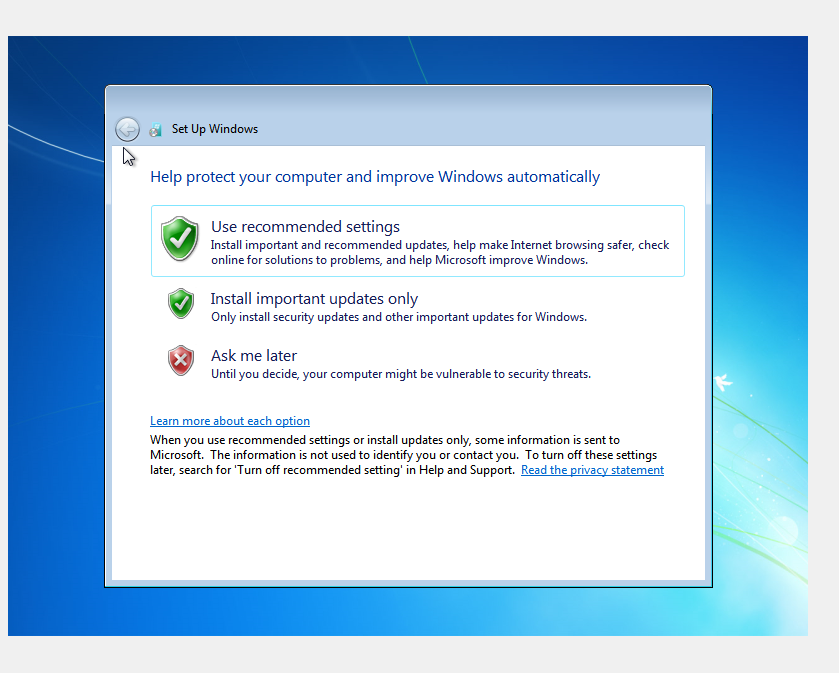 Set Up Windows
Help protect your computer and improve Windows automatically
Use recommended settings
Install important and recommended updates, help make Internet browsing safer, check
online for solutions to problems, and help Microsoft improve Windows.
Install important updates only
Only install security updates and other important updates for Windows.
Ask me later
Until you decide, your computer might be vulnerable to security threats.
Learn more about each option
When you use recommended settings or install updates only, some information is sent to
Microsoft.  The information is not used to identify you or contact you.  To turn off these settings
later, search for 'Turn off recommended setting' in Help and Support.  Read the privacy statement